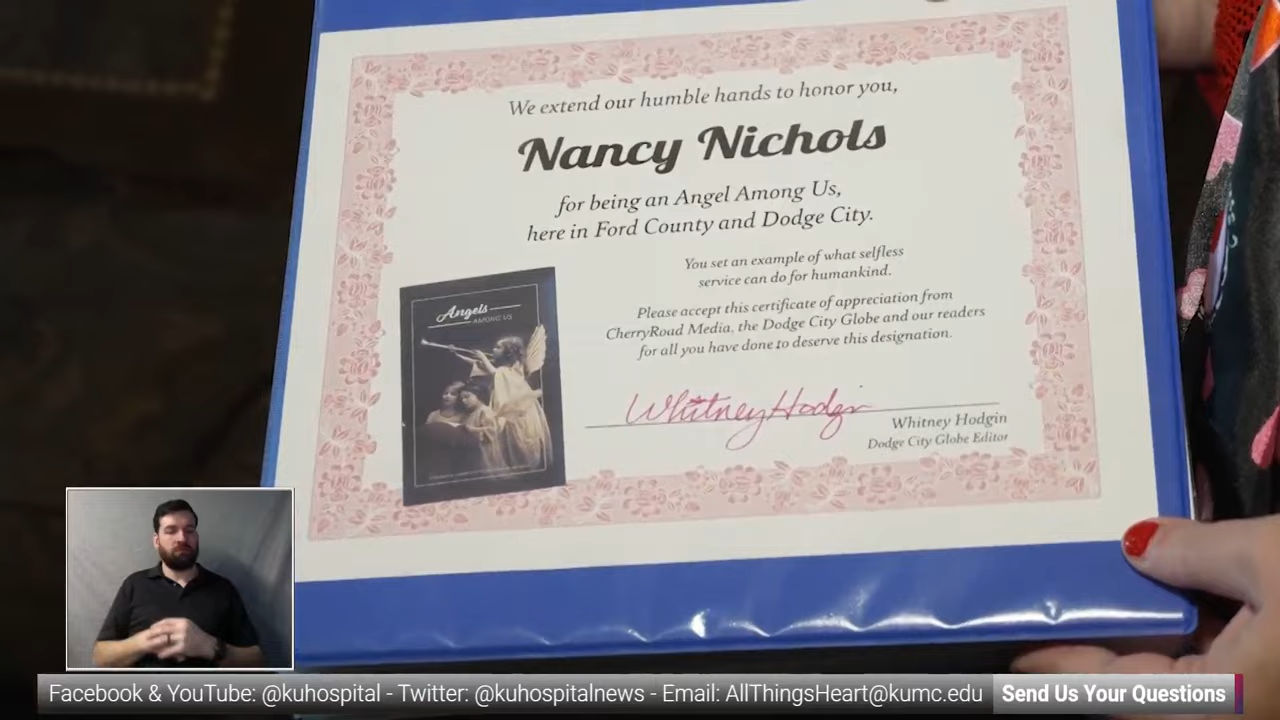 We extend our humble hands to honor you,
Nancy Nichols
for being an Angel Among Us,
here in Ford County and Dodge City.
You set an example of what selfless
service can do for humankind.
Please accept this certificate of appreciation from
CherryRoad Media, the Dodge City Globe and our readers
for all you have done to deserve this designation.
Angels
AMONG US
Whitney Hodgin
Whitney Hodgin
Dodge City Globe Editor
Facebook & YouTube: @kuhospital - Twitter: @kuhospitalnews - Email: AllThingsHeart@kumc.edu Send Us Your Questions